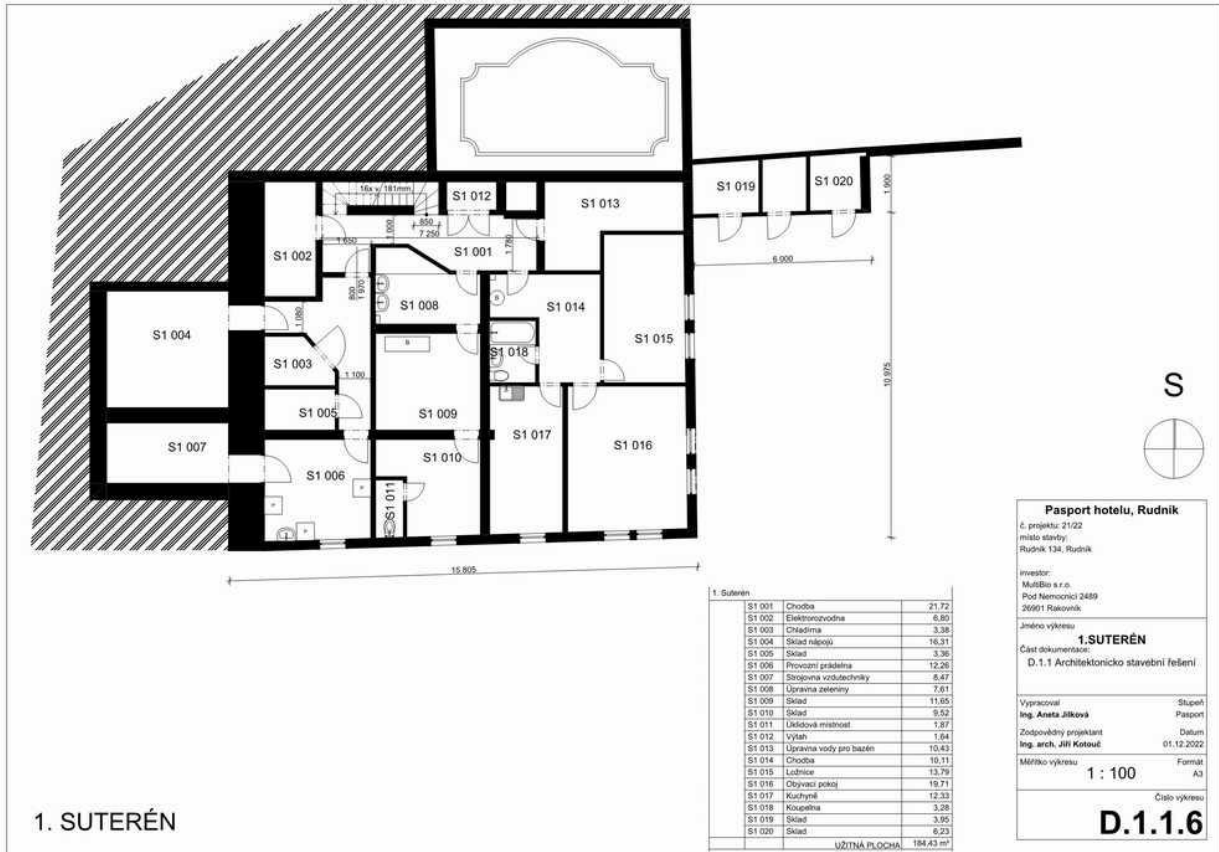 16x v. 181mm
S1 012
S1 019
S1 020
1 900
S1 013
850
7 250
1 000
1 650
1 780
S1 001
S1 002
6 000
800
1 970
S1 008
S1 014
1 080
S1 004
S1 018
S1 015
S1 003
10 975
1 100
S
S1 005
S1 009
S1 017
S1 016
S1 007
S1 010
S1 006
S1 011
15 805
1. Suterén
S1 001 Chodba 21,72
S1 002 Elektrorozvodna 6,80
S1 003 Chladírna 3,38
S1 004 Sklad nápojů 16,31
S1 005 Sklad 3,36
S1 006 Provozní prádelna 12,26
S1 007 Strojovna vzdutechniky 8,47
S1 008 Úpravna zeleniny 7,61
S1 009 Sklad 11,65
S1 010 Sklad 9,52
S1 011 Úklidová místnost 1,87
S1 012 Výtah 1,64
S1 013 Úpravna vody pro bazén 10,43
S1 014 Chodba 10,11
S1 015 Ložnice 13,79
S1 016 Obývací pokoj 19,71
S1 017 Kuchyně 12,33
S1 018 Koupelna 3,28
S1 019 Sklad 3,95
S1 020 Sklad 6,23
UŽITNÁ PLOCHA 184,43 m²
Pasport hotelu, Rudník
č. projektu: 21/22
místo stavby:
Rudník 134, Rudník
investor:
MultiBio s.r.o.
Pod Nemocnicí 2489
26901 Rakovník
Jméno výkresu
1.SUTERÉN
Část dokumentace:
D.1.1 Architektonicko stavební řešení
Vypracoval Stupeň
Ing. Aneta Jílková Pasport
Zodpovědný projektant Datum
Ing. arch. Jiří Kotouč 01.12.2022
Měřítko výkresu Formát
1 : 100 A3
Číslo výkresu
D.1.1.6
1. SUTERÉN